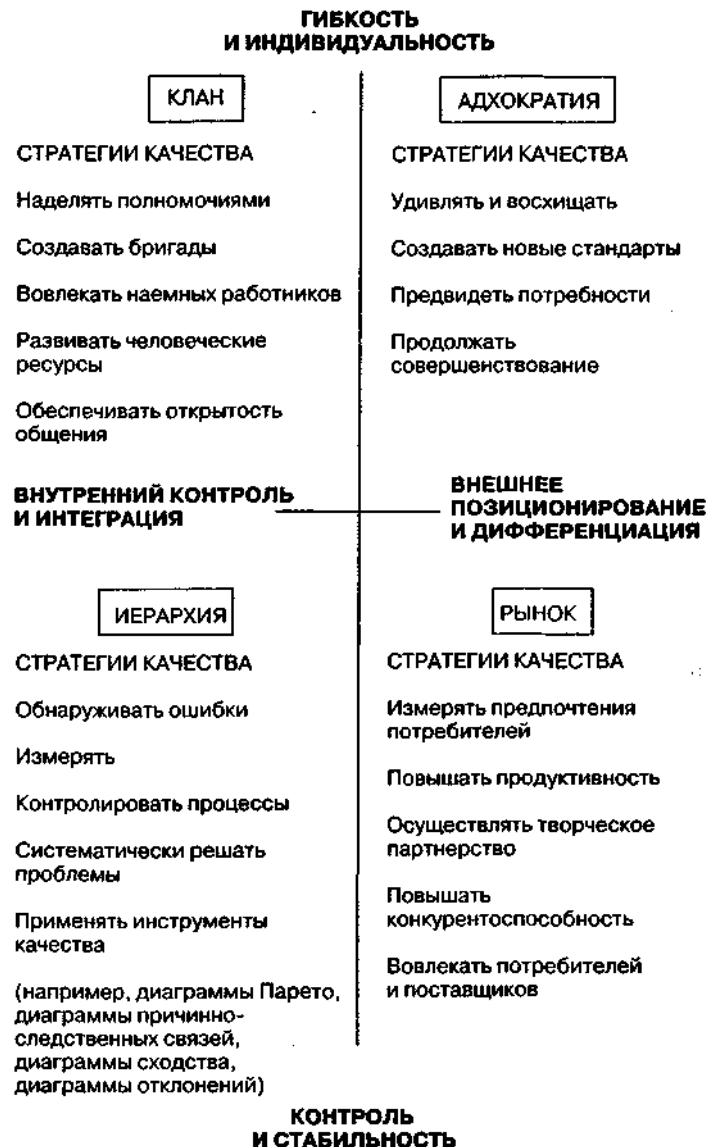 ГИБКОСТЬ
И ИНДИВИДУАЛЬНОСТЬ
КЛАН
СТРАТЕГИИ КАЧЕСТВА
Наделять полномочиями
Создавать бригады
Вовлекать наемных работников
Развивать человеческие
ресурсы
Обеспечивать открытость
общения
АДХОКРАТИЯ
СТРАТЕГИИ КАЧЕСТВА
Удивлять и восхищать
Создавать новые стандарты
Предвидеть потребности
Продолжать
совершенствование
ВНУТРЕННИЙ КОНТРОЛЬ
И ИНТЕГРАЦИЯ
ВНЕШНЕЕ
ПОЗИЦИОНИРОВАНИЕ
И ДИФФЕРЕНЦИАЦИЯ
ИЕРАРХИЯ
СТРАТЕГИИ КАЧЕСТВА
Обнаруживать ошибки
Измерять
Контролировать процессы
Систематически решать
проблемы
Применять инструменты
качества
(например, диаграммы Парето,
диаграммы причинно-
следственных связей,
диаграммы сходства,
диаграммы отклонений)
РЫНОК
СТРАТЕГИИ КАЧЕСТВА
Измерять предпочтения
потребителей
Повышать продуктивность
Осуществлять творческое
партнерство
Повышать
конкурентоспособность
Вовлекать потребителей
и поставщиков
КОНТРОЛЬ
И СТАБИЛЬНОСТЬ